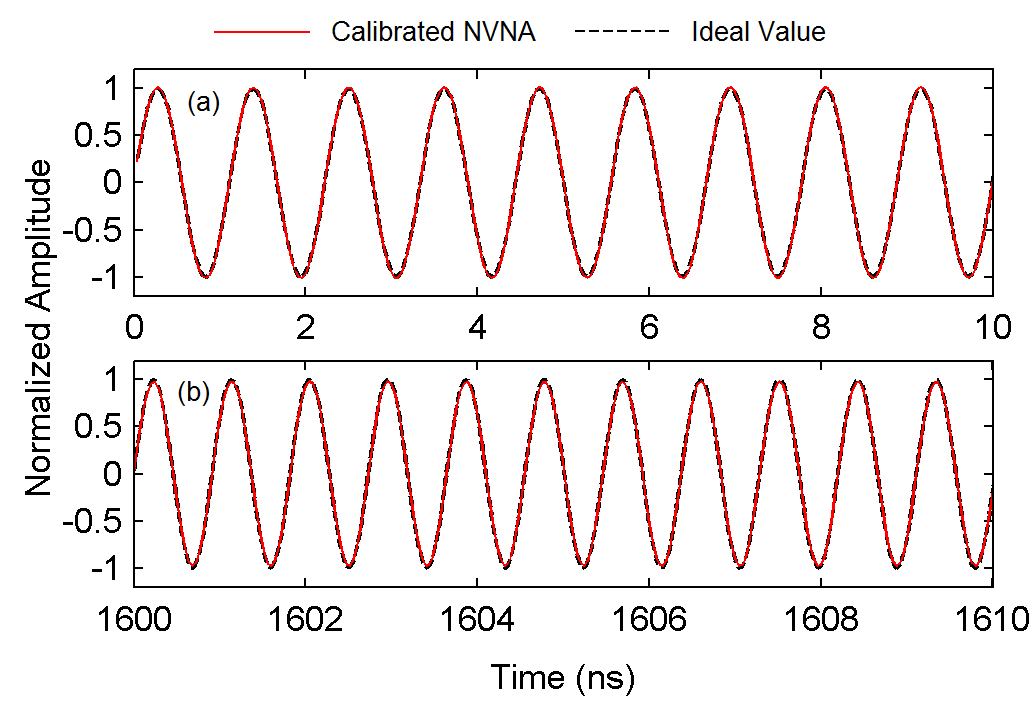 Calibrated NVNA Ideal Value
(a)
1
0.5
0
-0.5
-1
0 2 4 6 8 10
Normalized Amplitude
(b)
1
0.5
0
-0.5
-1
1600 1602 1604 1606 1608 1610
Time (ns)